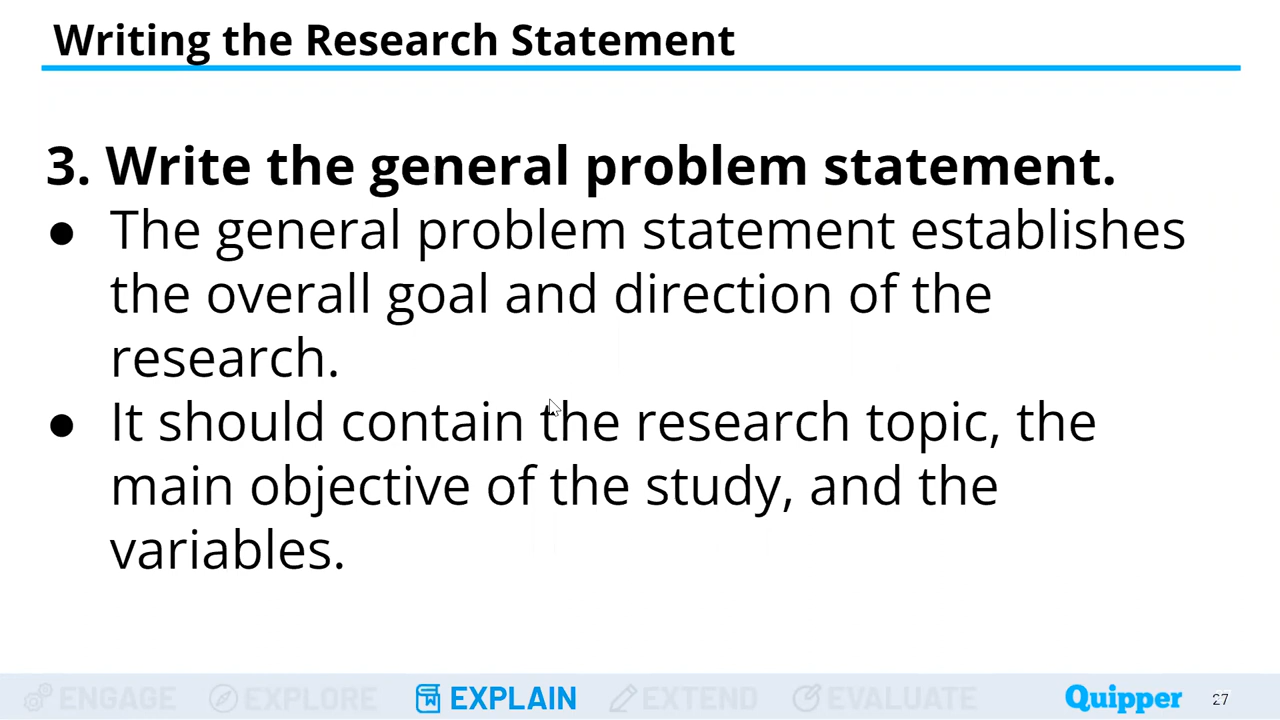 Writing the Research Statement
3. Write the general problem statement.
● The general problem statement establishes
the overall goal and direction of the
research.
● It should contain the research topic, the
main objective of the study, and the
variables.
ENGAGE EXPLORE EXPLAIN EXTEND EVALUATE Quipper 27